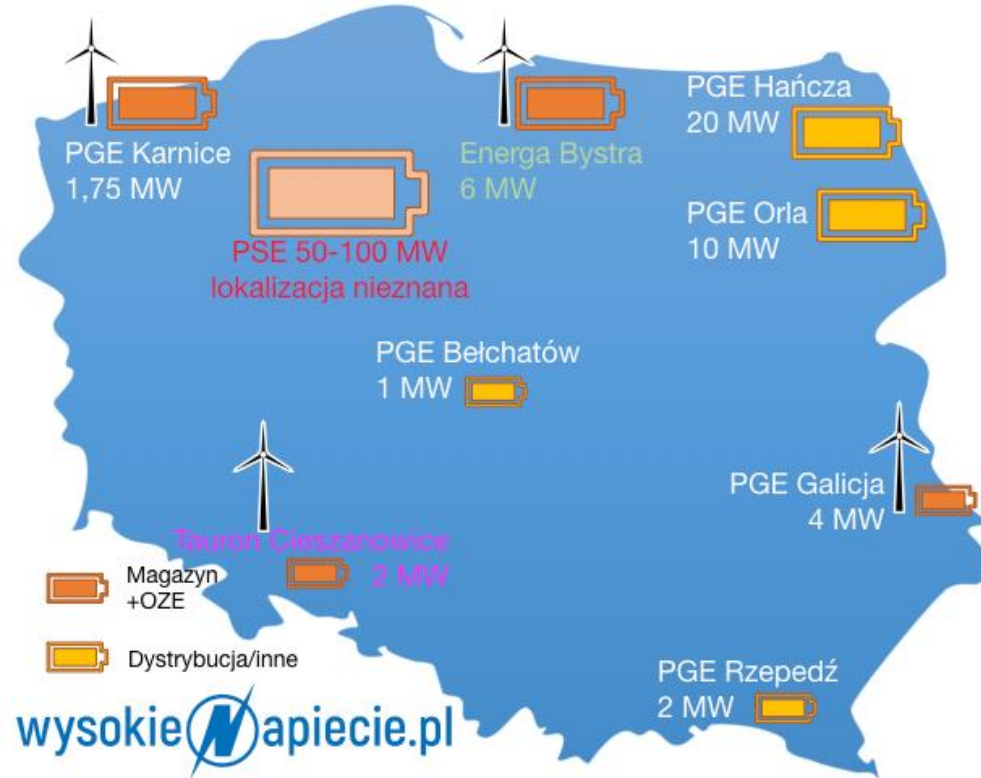 PGE Karnice
1,75 MW
Energa Bystra
6 MW
PGE Hańcza
20 MW
PSE 50-100 MW
lokalizacja nieznana
PGE Orla
10 MW
PGE Bełchatów
1 MW
PGE Galicja
4 MW
Tauron Cieszanowice
2 MW
Magazyn
+OZE
Dystrybucja/inne
PGE Rzepedź
2 MW
wysokieNapiecie.pl